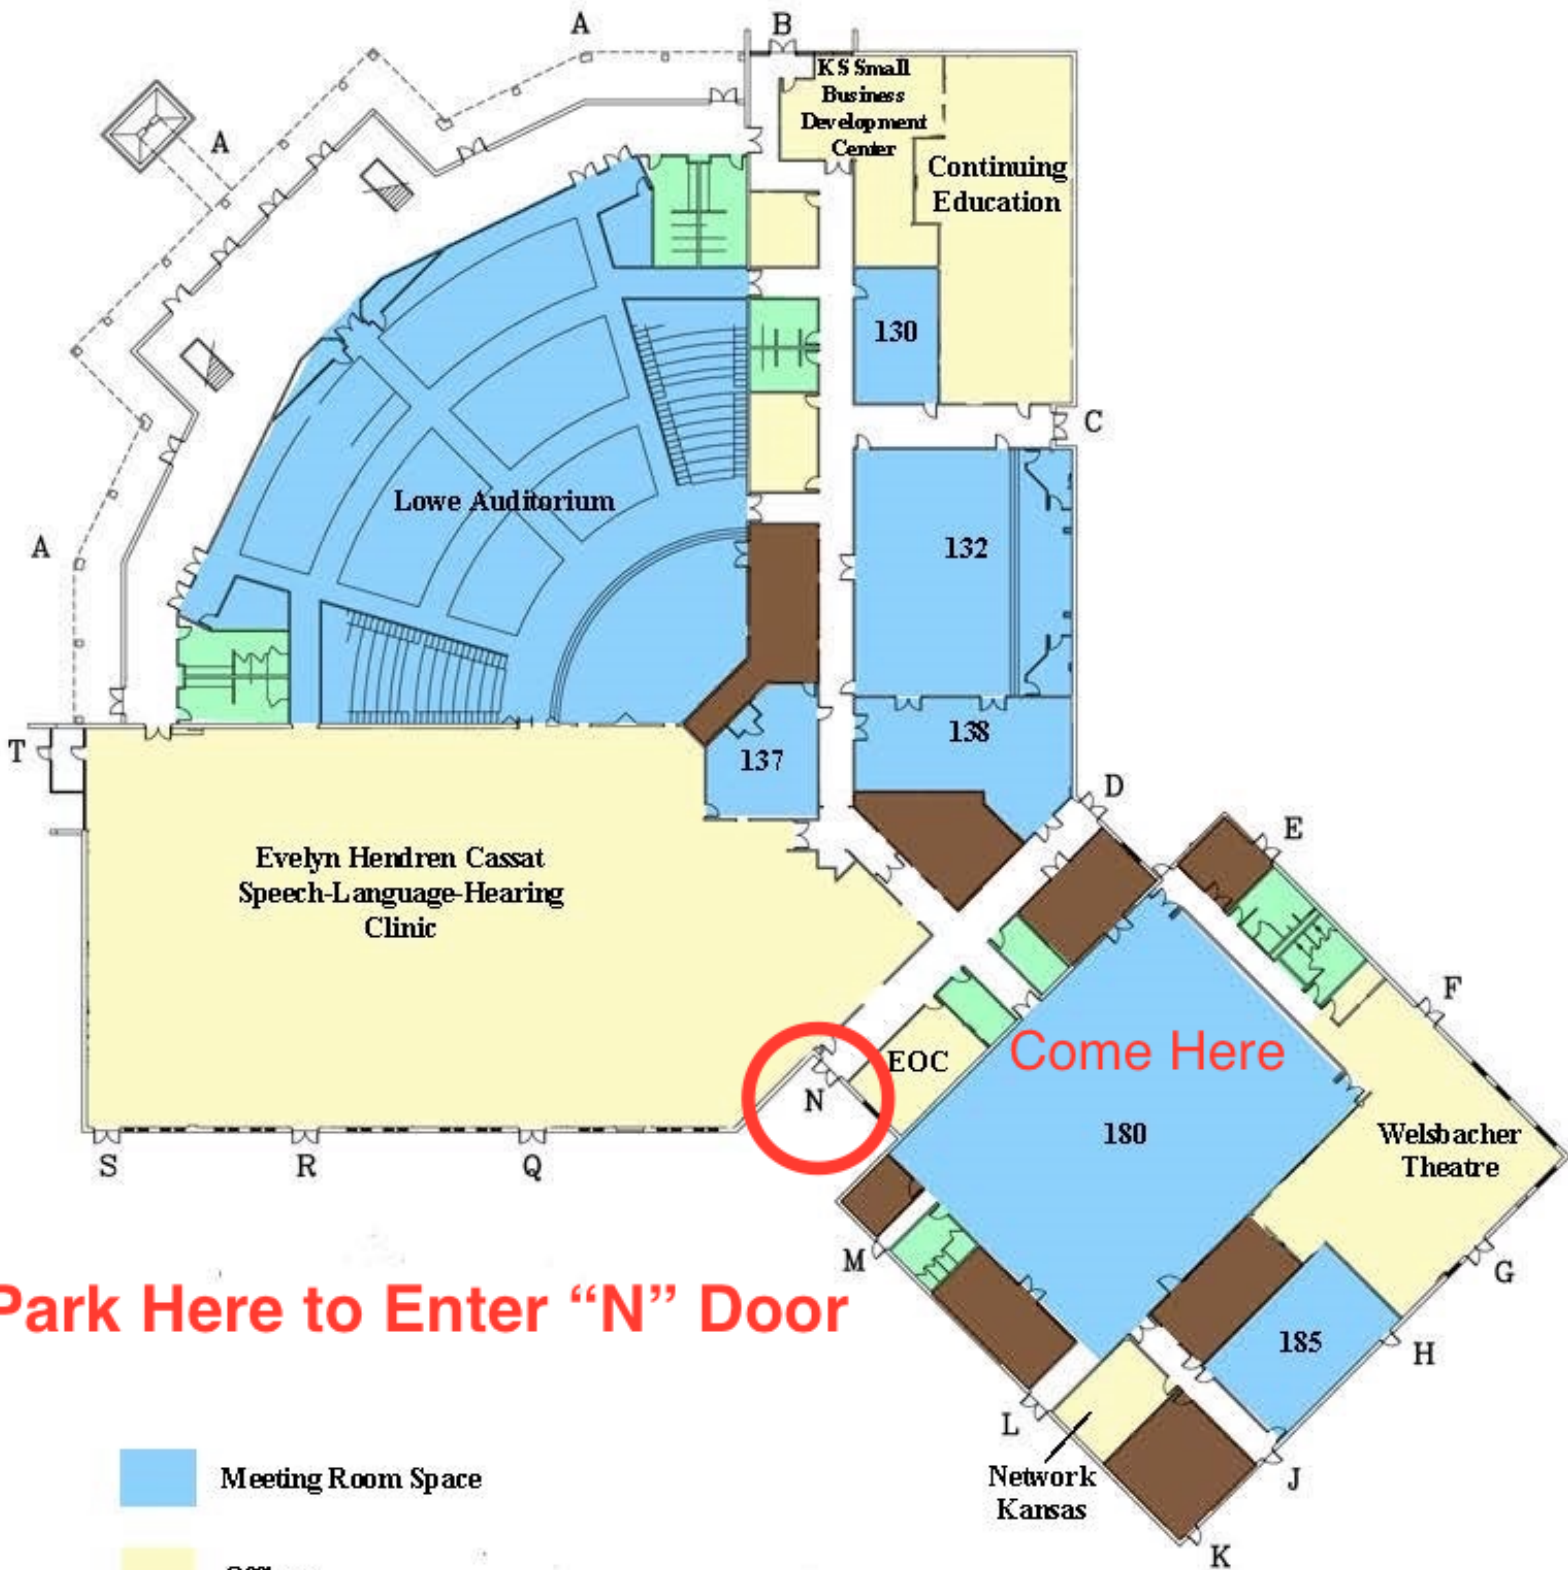 A
B
A
KS Small
Business
Development
Center
Continuing
Education
130
C
Lowe Auditorium
132
A
138
T
137
D
E
Evelyn Hendren Cassat
Speech-Language-Hearing
Clinic
F
EOC
Come Here
N
180
Welsbacher
Theatre
S
R
Q
M
G
Park Here to Enter “N” Door
185
H
L
Meeting Room Space
Network
Kansas
J
K